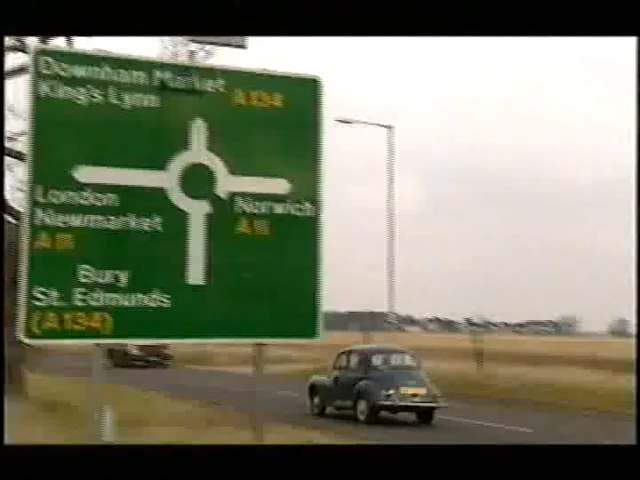 Downham Market
King's Lynn
A134
London
Newmarket
A11
Norwich
A11
Bury
St. Edmunds
(A134)